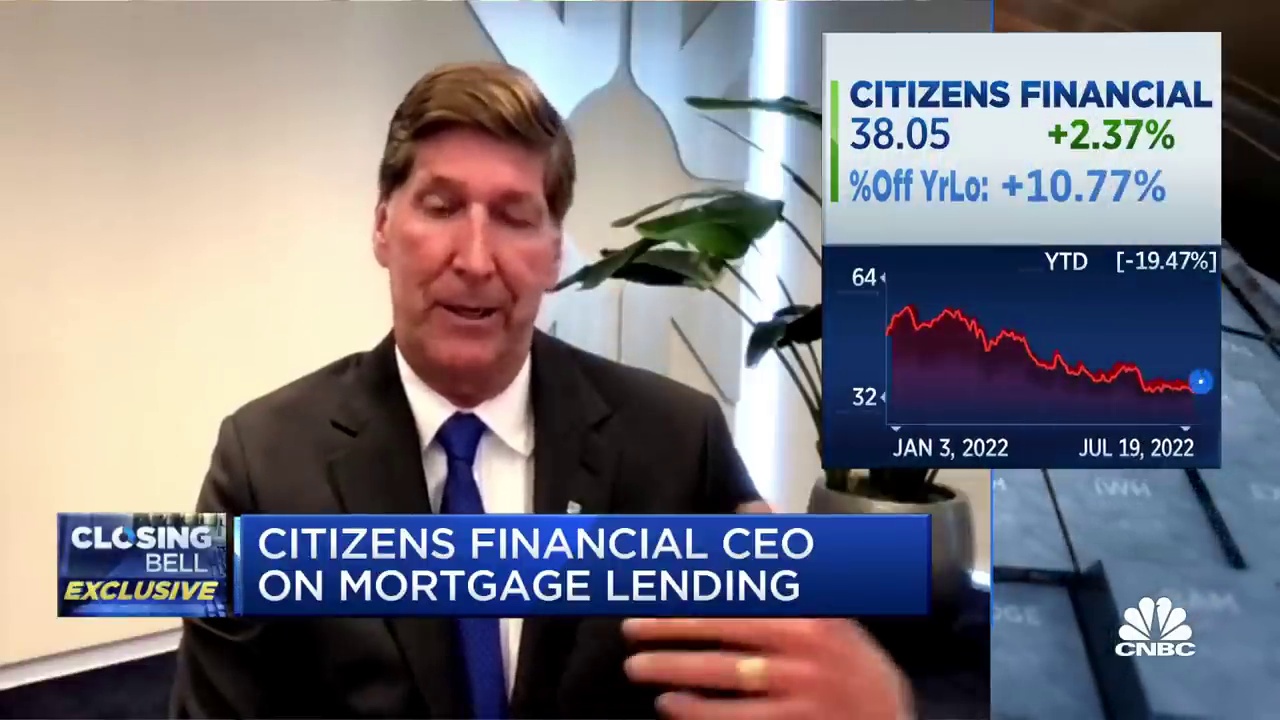 CITIZENS FINANCIAL
38.05 +2.37%
%Off YrLo: +10.77%
YTD [-19.47%]
64
32
JAN 3, 2022 JUL 19, 2022
CLOSING
BELL
EXCLUSIVE
CITIZENS FINANCIAL CEO
ON MORTGAGE LENDING
CNBC